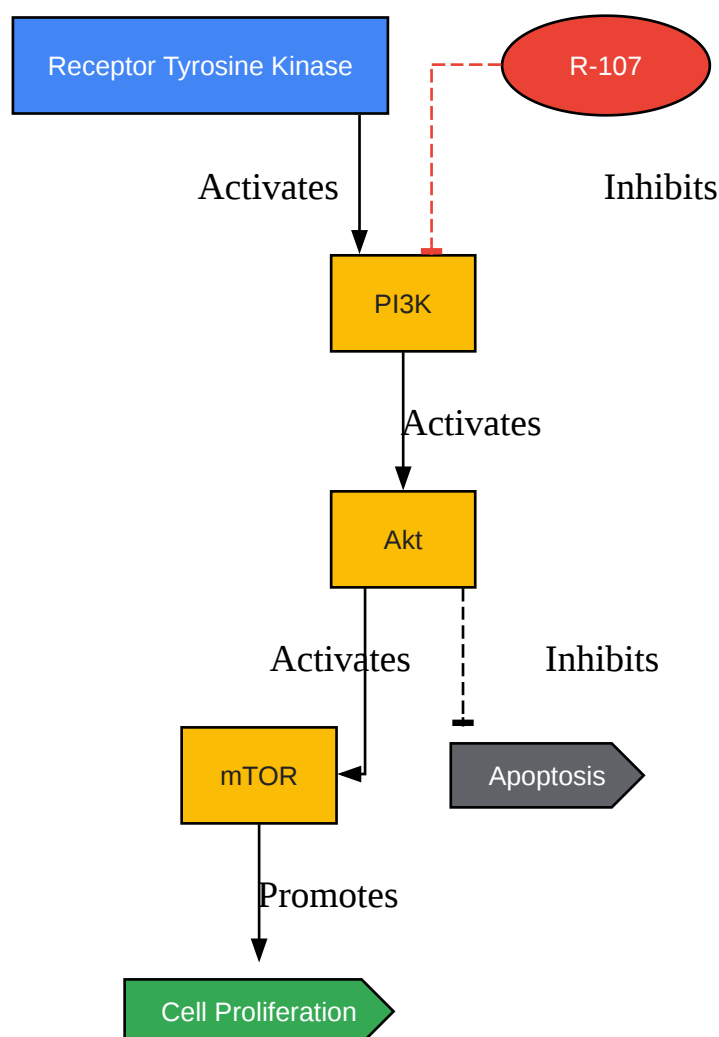 Receptor Tyrosine Kinase
R-107
Activates
Inhibits
PI3K
Activates
Akt
Activates
Inhibits
mTOR
Apoptosis
Promotes
Cell Proliferation